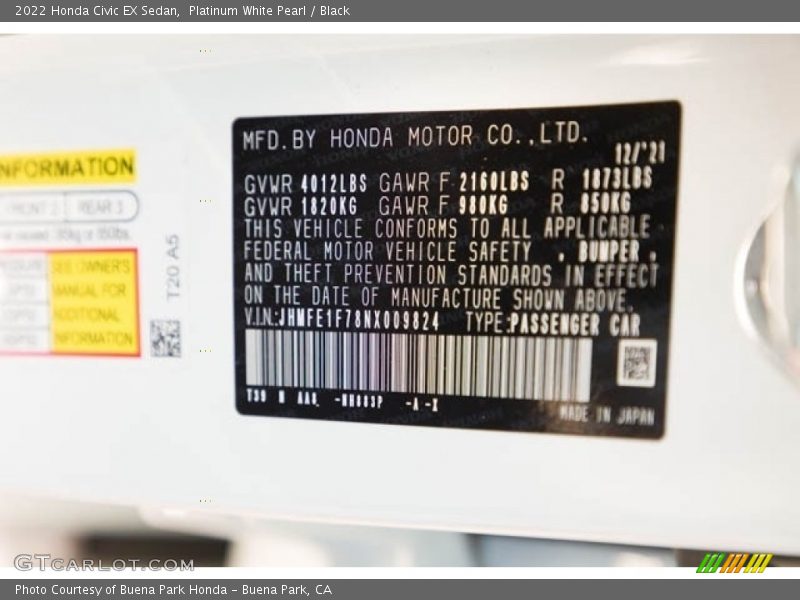 2022 Honda Civic EX Sedan, Platinum White Pearl / Black
MFD.BY HONDA MOTOR CO.,LTD.
12/'21
GVWR 4012LBS GAWR F 2160LBS R 1873LBS
GVWR 1820KG GAWR F 980KG R 850KG
THIS VEHICLE CONFORMS TO ALL APPLICABLE
FEDERAL MOTOR VEHICLE SAFETY , BUMPER ,
AND THEFT PREVENTION STANDARDS IN EFFECT
ON THE DATE OF MANUFACTURE SHOWN ABOVE.
V.I.N:JHMFE1F78NX009824 TYPE:PASSENGER CAR
-NH883P -A -X
MADE IN JAPAN
NFORMATION
FRONT 2 REAR 3
SEE OWNER'S
MANUAL FOR
ADDITIONAL
INFORMATION
T20 A5
GTCARLOT.COM
Photo Courtesy of Buena Park Honda – Buena Park, CA